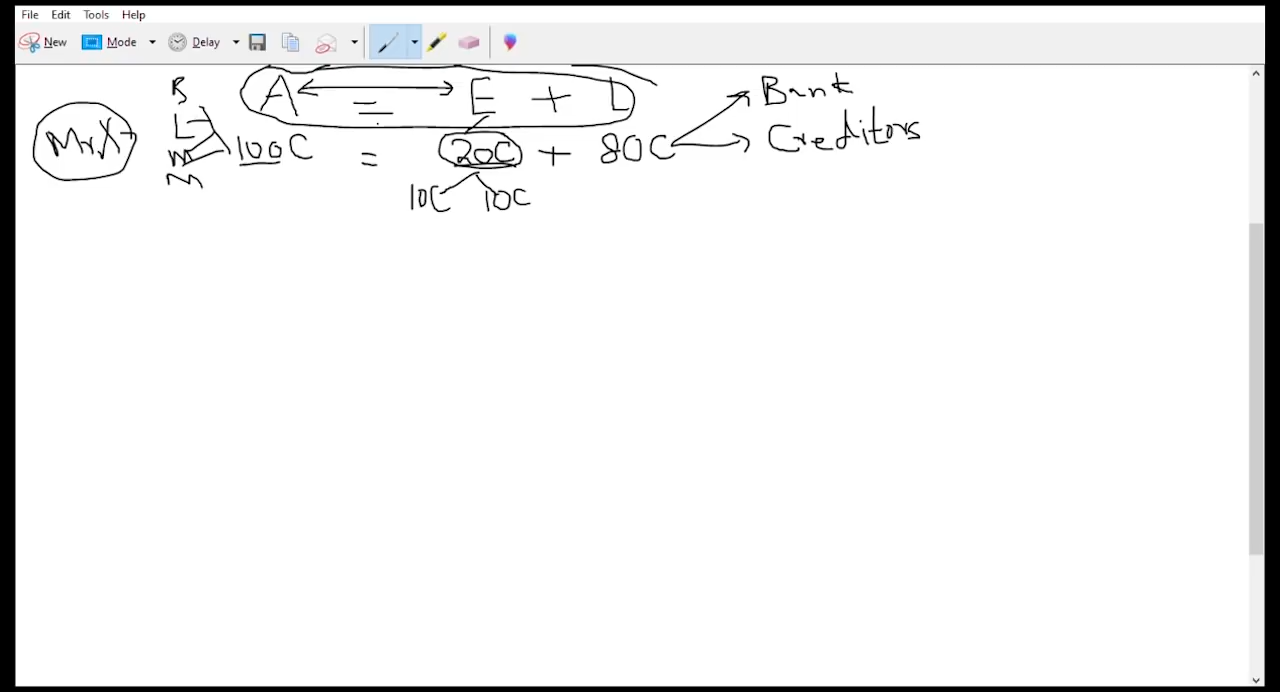 File Edit Tools Help
New Mode Delay
B
A = E + L Bank
Mr.X L
M 100C = 20C + 80C Creditors
M
10C 10C